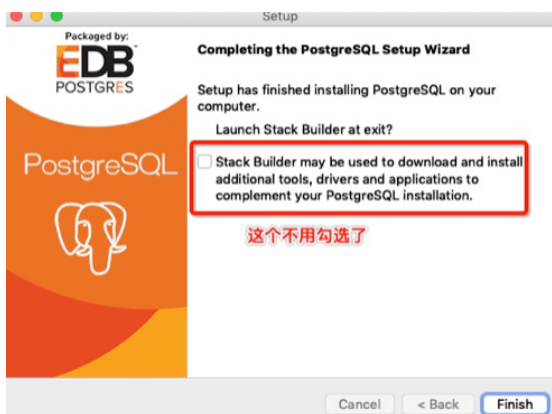 Setup
Packaged by:
EDB
POSTGRES
PostgreSQL
Completing the PostgreSQL Setup Wizard
Setup has finished installing PostgreSQL on your
computer.
Launch Stack Builder at exit?
Stack Builder may be used to download and install
additional tools, drivers and applications to
complement your PostgreSQL installation.
这个不用勾选了
Cancel
< Back
Finish